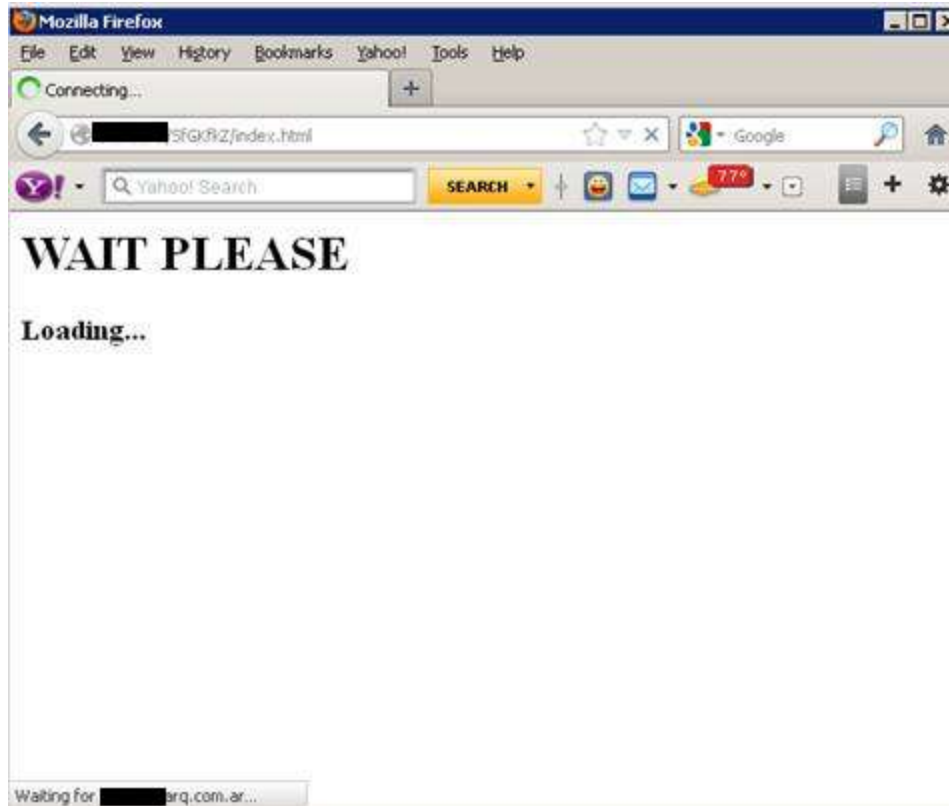 Mozilla Firefox
File Edit View History Bookmarks Yahoo! Tools Help
Connecting...
/SfGKfkZ/index.html Google
Y! Yahoo! Search SEARCH 77°
WAIT PLEASE
Loading...
Waiting for arq.com.ar...